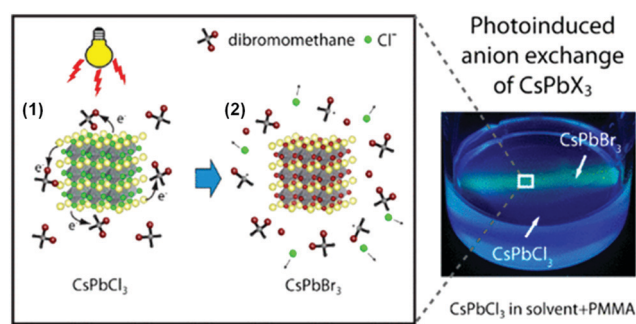 dibromomethane
Cl⁻
(1)
(2)
e⁻
e⁻
e⁻
e⁻
CsPbCl₃
CsPbBr₃
Photoinduced
anion exchange
of CsPbX₃
CsPbBr₃
CsPbCl₃
CsPbCl₃ in solvent+PMMA